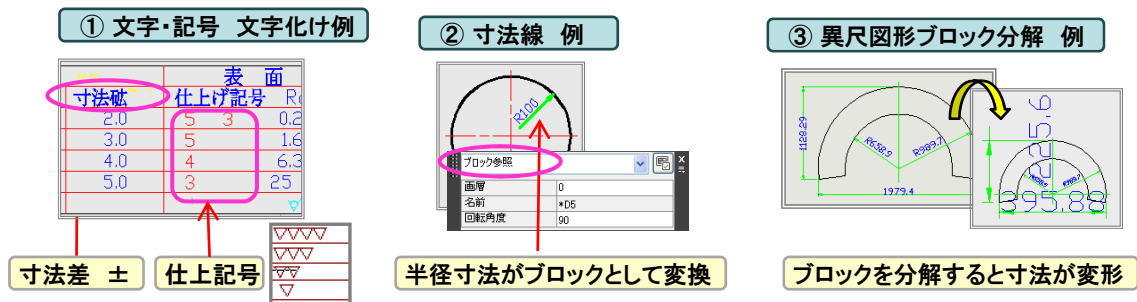 ① 文字・記号 文字化け例
表 面
寸法砿 仕上げ記号
2.0 5 3 0.2
3.0 5 1.6
4.0 4 6.3
5.0 3 25
寸法差 ±
仕上記号
② 寸法線 例
R100
ブロック参照
画層 0
名前 *D5
回転角度 90
半径寸法がブロックとして変換
③ 異尺図形ブロック分解 例
1128.29
R658.9
R989.7
1979.4
225.6
395.88
ブロックを分解すると寸法が変形